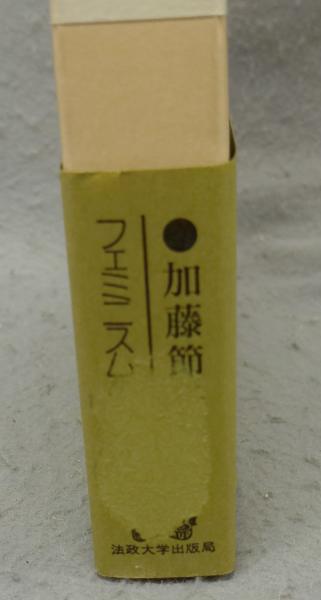 加藤節
フェミニズム
法政大学出版局